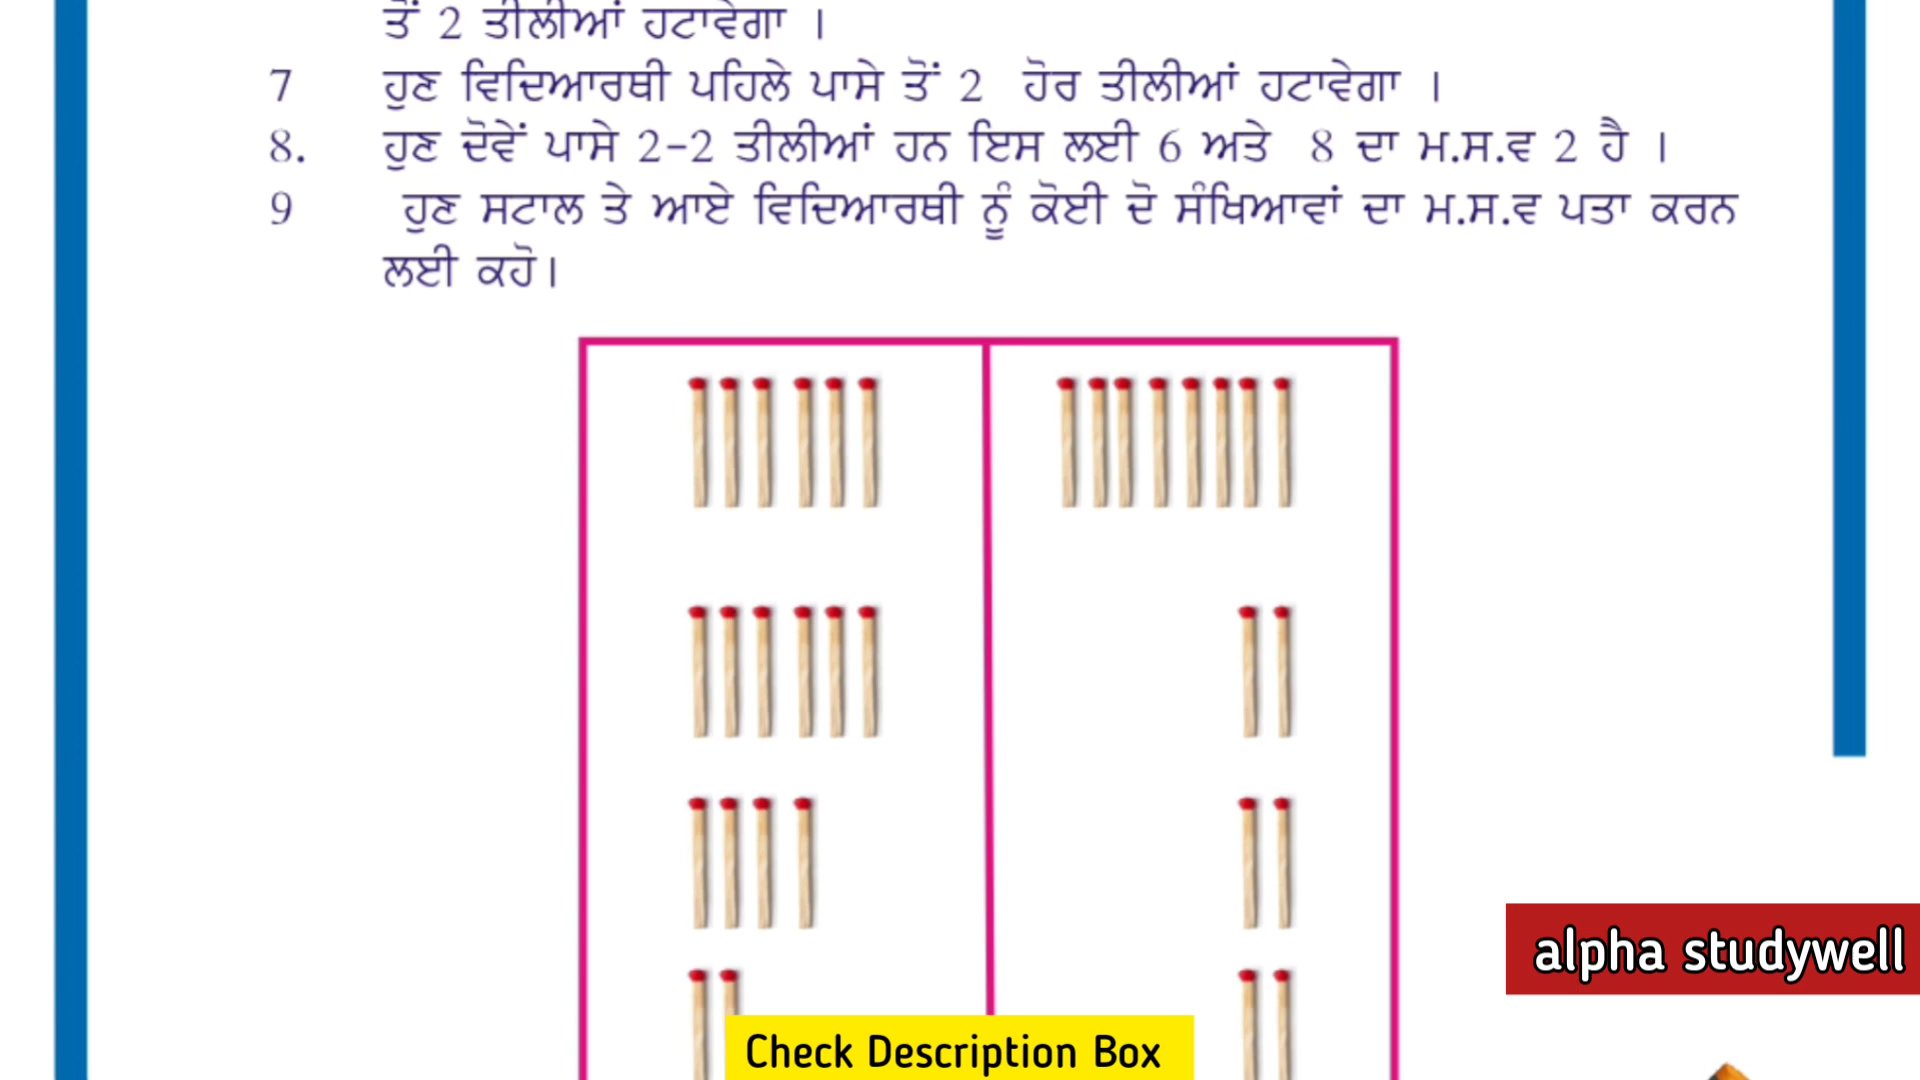 ਤੋਂ 2 ਤੀਲੀਆਂ ਹਟਾਵੇਗਾ ।
7 ਹੁਣ ਵਿਦਿਆਰਥੀ ਪਹਿਲੇ ਪਾਸੇ ਤੋਂ 2 ਹੋਰ ਤੀਲੀਆਂ ਹਟਾਵੇਗਾ ।
8. ਹੁਣ ਦੋਵੇਂ ਪਾਸੇ 2-2 ਤੀਲੀਆਂ ਹਨ ਇਸ ਲਈ 6 ਅਤੇ 8 ਦਾ ਮ.ਸ.ਵ 2 ਹੈ ।
9 ਹੁਣ ਸਟਾਲ ਤੇ ਆਏ ਵਿਦਿਆਰਥੀ ਨੂੰ ਕੋਈ ਦੋ ਸੰਖਿਆਵਾਂ ਦਾ ਮ.ਸ.ਵ ਪਤਾ ਕਰਨ
ਲਈ ਕਹੋ।
alpha studywell
Check Description Box